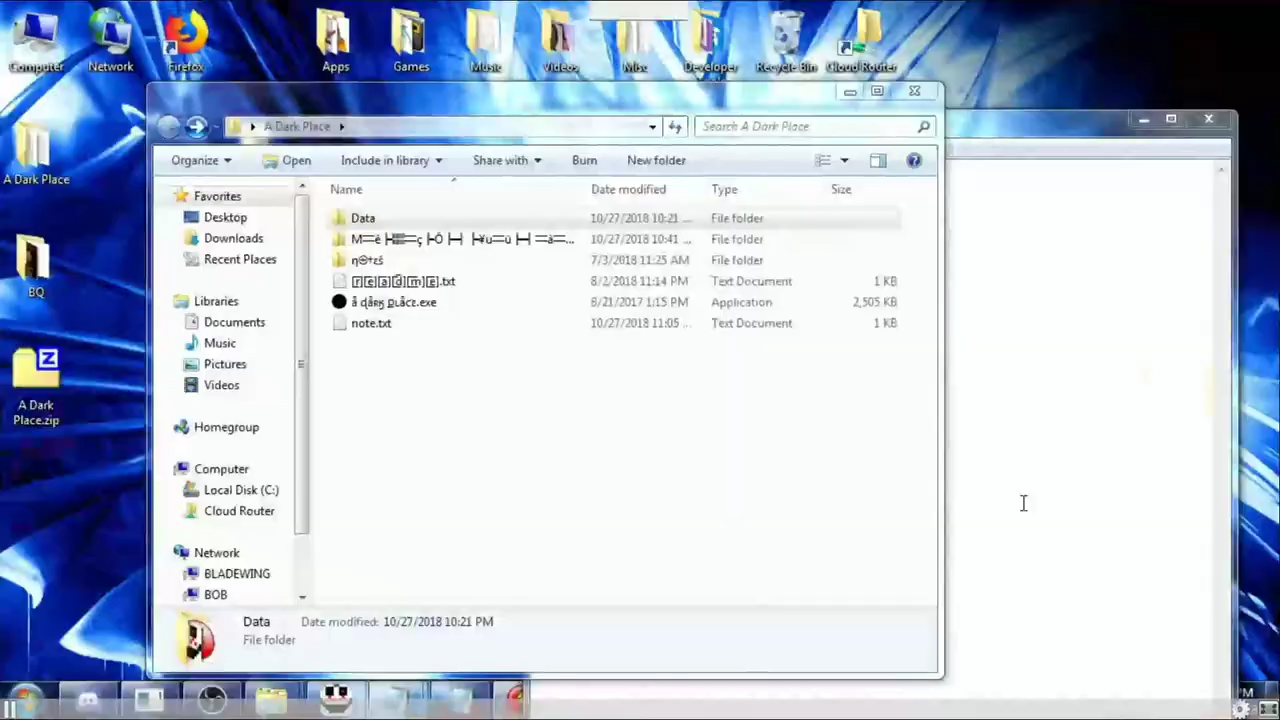 Computer
Network
Firefox
Apps
Games
Music
Videos
Misc
Developer
Recycle Bin
Cloud Router
A Dark Place
BQ
A Dark
Place.zip
A Dark Place
Search A Dark Place
Organize Open Include in library Share with Burn New folder
Favorites
Desktop
Downloads
Recent Places
Libraries
Documents
Music
Pictures
Videos
Homegroup
Computer
Local Disk (C:)
Cloud Router
Network
BLADEWING
BOB
Name Date modified Type Size
Data 10/27/2018 10:21 ... File folder
10/27/2018 10:41 ... File folder
7/3/2018 11:25 AM File folder
r͟e͟a͟d͟m͟e͟.txt 8/2/2018 11:14 PM Text Document 1 KB
8/21/2017 1:15 PM Application 2,505 KB
note.txt 10/27/2018 11:05 ... Text Document 1 KB
Data Date modified: 10/27/2018 10:21 PM
File folder